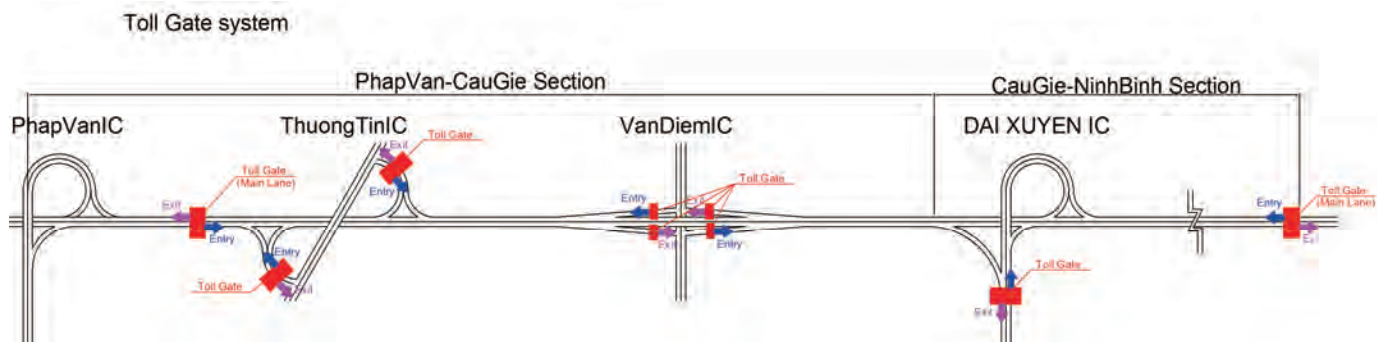 Toll Gate system
PhapVan-CauGie Section
CauGie-NinhBinh Section
PhapVanIC
ThuongTinIC
VanDiemIC
DAI XUYEN IC
Exit
Toll Gate
Toll Gate
(Main Lane)
Entry
Toll Gate
Entry
Exit
Entry
Toll Gate
(Main Lane)
Exit
Entry
Entry
Exit
Entry
Exit
Toll Gate
Toll Gate
Exit
Exit